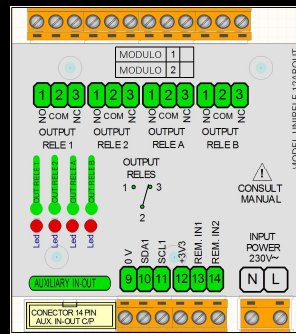 MODULO 1
MODULO 2
1 2 3 1 2 3 1 2 3 1 2 3
NO COM NC NO COM NC NO COM NC NO COM NC
OUTPUT RELE 1
OUTPUT RELE 2
OUTPUT RELE A
OUTPUT RELE B
OUTPUT RELES
1 3
2
OUT.RELE B
OUT.RELE 2
OUT.RELE A
OUT.RELE 1
Led Led Led Led
CONSULT MANUAL
0 V
SDA1
SCL1
+3V3
REM. IN1
REM. IN2
INPUT POWER 230V~
AUXILIARY IN-OUT
9 10 11 12 13 14
N L
CONECTOR 14 PIN
AUX. IN-OUT C/P